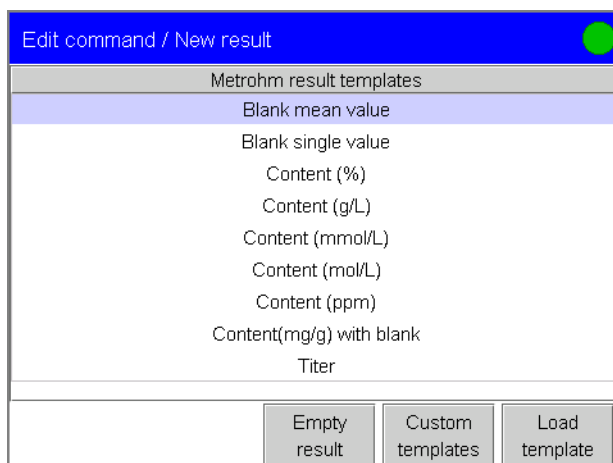 Edit command / New result
Metrohm result templates
Blank mean value
Blank single value
Content (%)
Content (g/L)
Content (mmol/L)
Content (mol/L)
Content (ppm)
Content(mg/g) with blank
Titer
Empty
result
Custom
templates
Load
template